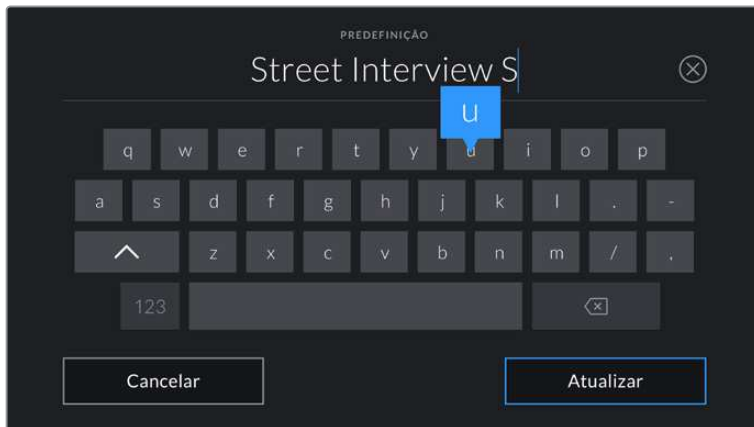 PREDEFINIÇÃO
Street Interview S
u
q w e r t y u i o p
a s d f g h j k l . -
z x c v b n m / ,
123
Cancelar Atualizar